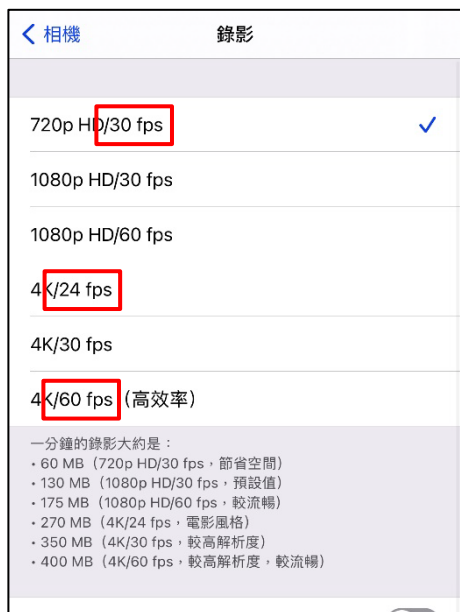 相機
錄影
720p HD/30 fps
1080p HD/30 fps
1080p HD/60 fps
4K/24 fps
4K/30 fps
4K/60 fps (高效率)
一分鐘的錄影大約是：
• 60 MB（720p HD/30 fps，節省空間）
• 130 MB（1080p HD/30 fps，預設值）
• 175 MB（1080p HD/60 fps，較流暢）
• 270 MB（4K/24 fps，電影風格）
• 350 MB（4K/30 fps，較高解析度）
• 400 MB（4K/60 fps，較高解析度，較流暢）